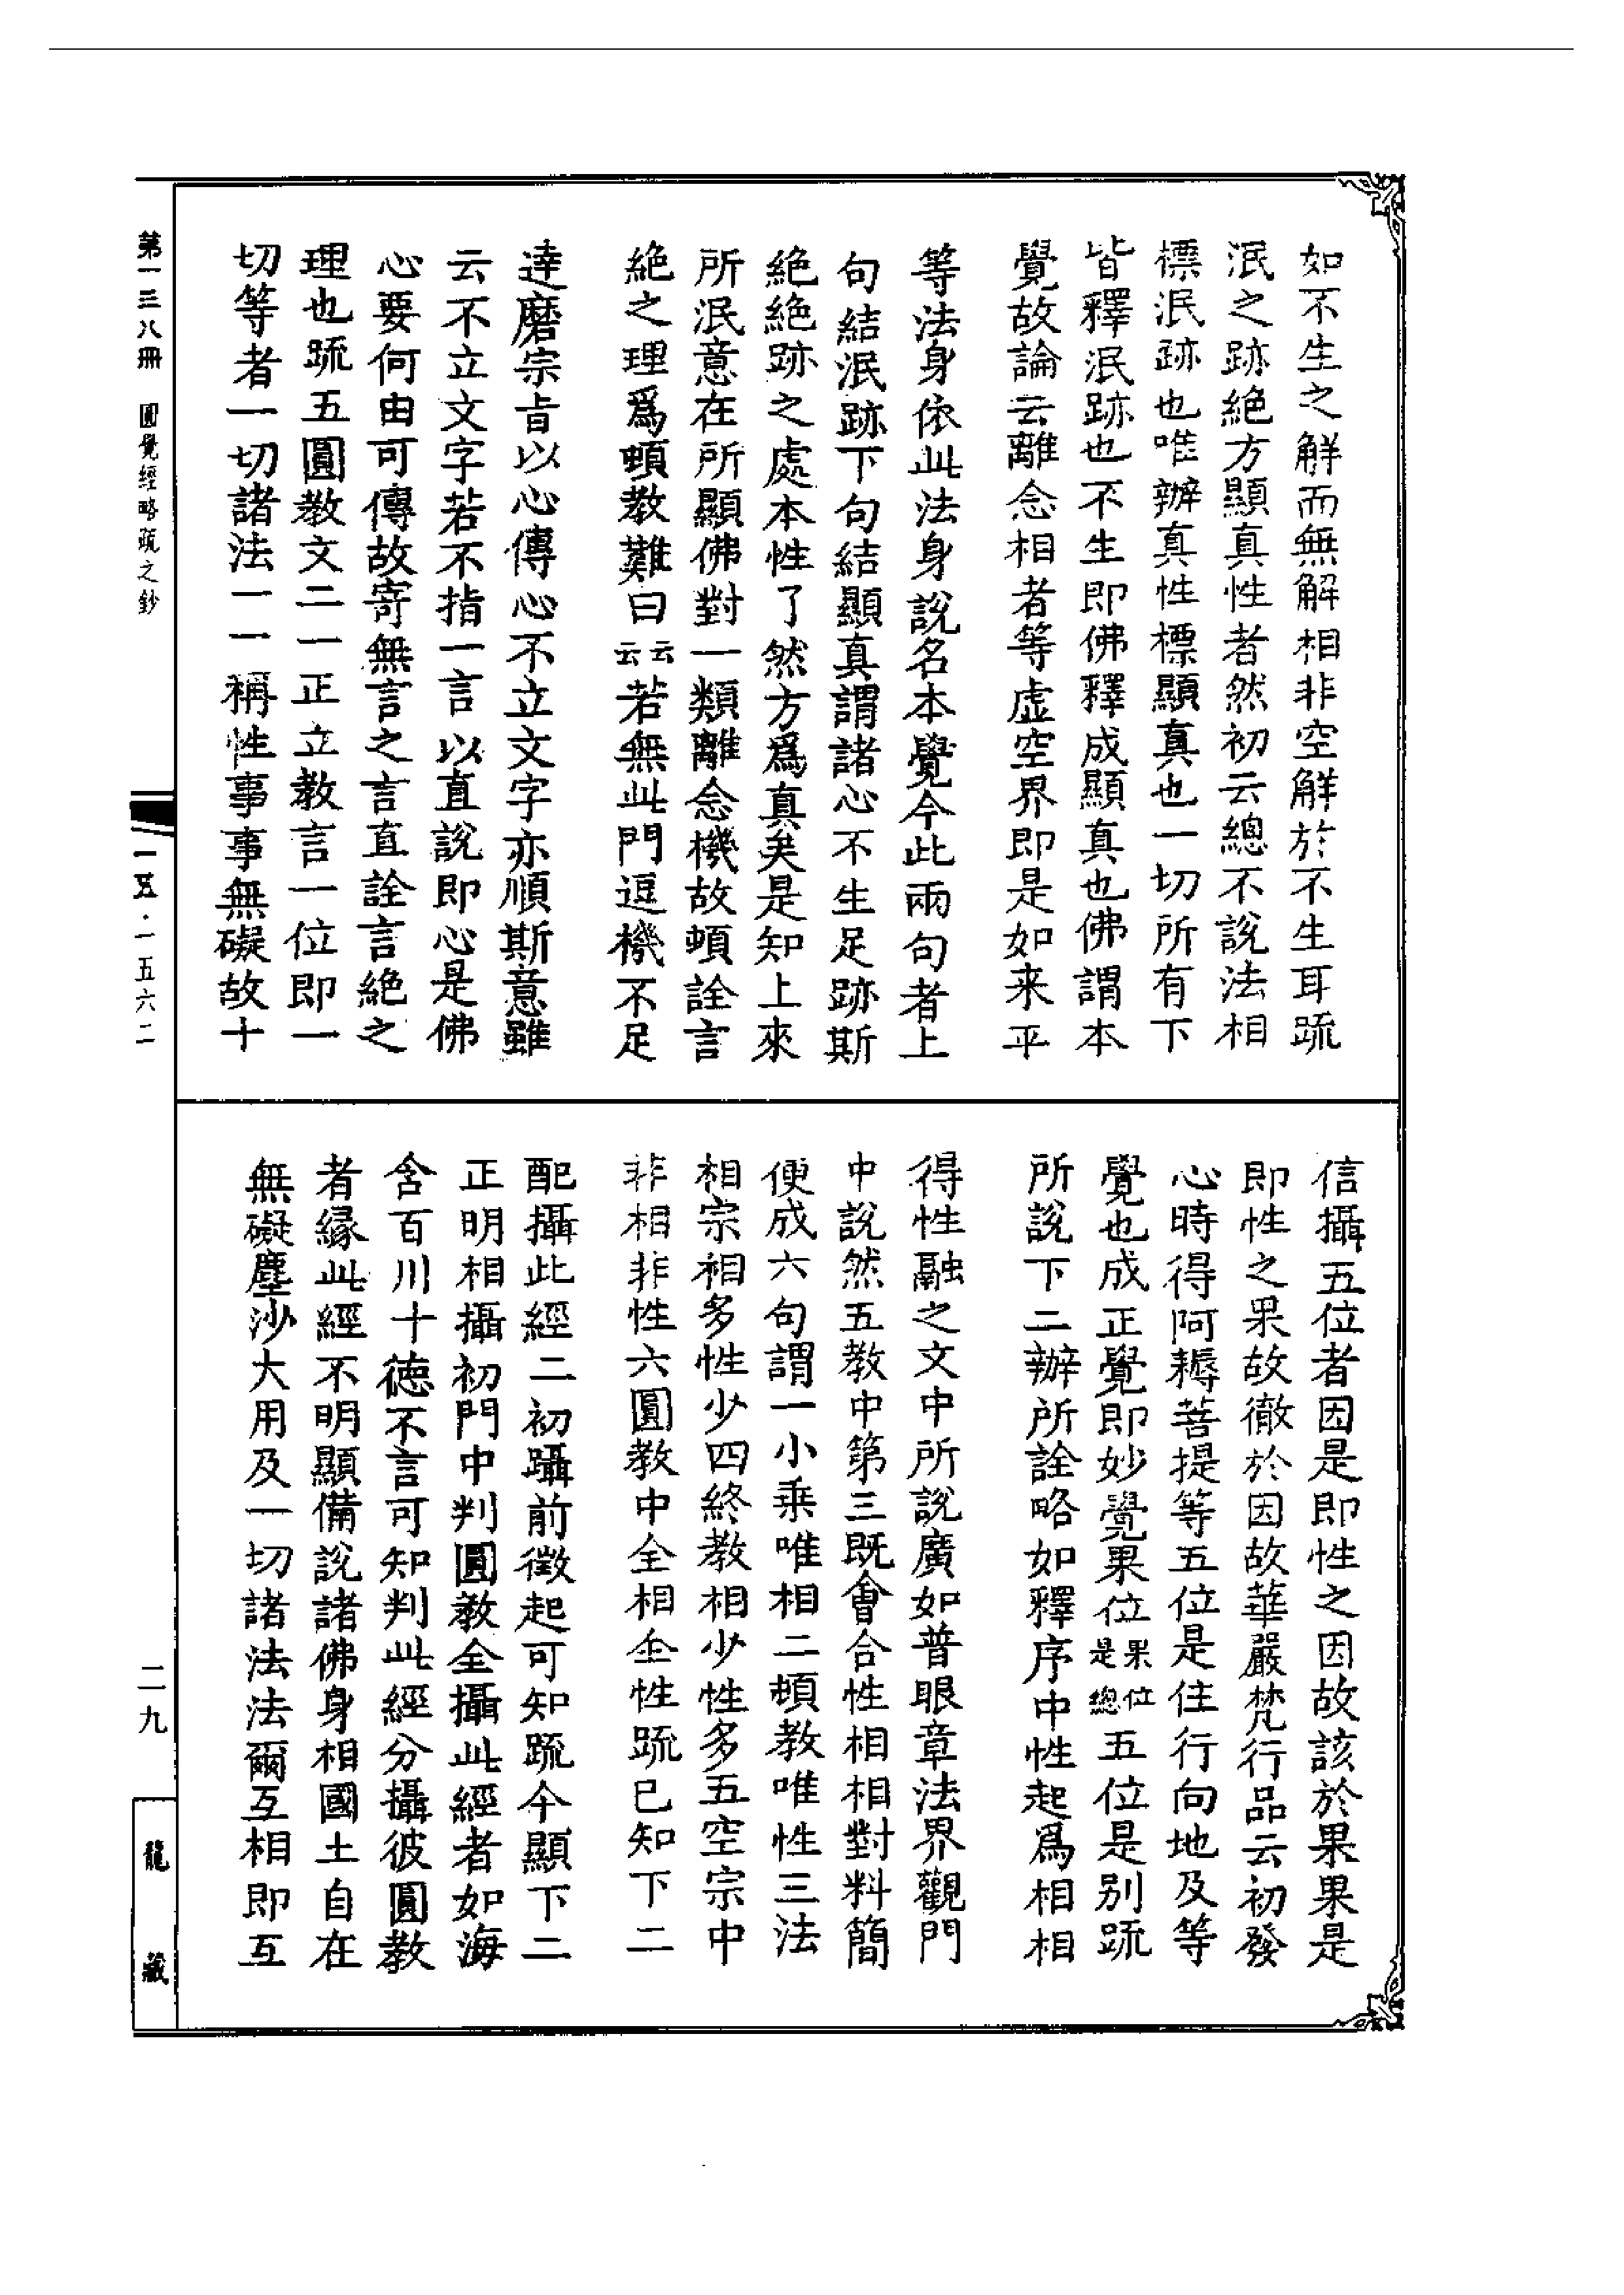 如不生之解而無解相非空解於不生耳䟽
泯之跡絶方顯真性者然初云總不說法相
標泯跡也唯辦真性標顯真也一切所有下
皆釋泯跡也不生即佛釋成顯真也佛謂本
覺故論云離念相者等虛空界即是如来平
等法身依此法身說名本覺今此兩句者上
句結泯跡下句結顯真謂諸心不生足跡斯
絶絶跡之處本性了然方爲真矣是知上來
所泯意在所顯佛對一類離念機故頓詮言
絶之理爲頓教難曰云云若無此門逗機不足
達磨宗旨以心傳心不立文字亦順斯意雖
云不立文字若不指一言以直說即心是佛
心要何由可傳故寄無言之言直詮言絶之
理也䟽五圓教文二一正立教言一位即一
切等者一切諸法一一稱性事事無礙故十
信攝五位者因是即性之因故該於果果是
即性之果故徹於因故華嚴梵行品云初發
心時得阿耨菩提等五位是住行向地及等
覺也成正覺即妙覺果位果位是總五位是別䟽
所說下二辦所詮略如釋序中性起爲相相
得性融之文中所說廣如普眼章法界觀門
中說然五教中第三既會合性相相對料簡
便成六句謂一小乘唯相二頓教唯性三法
相宗相多性少四終教相少性多五空宗中
非相非性六圓教中全相全性䟽已知下二
配攝此經二初躡前徵起可知䟽今顯下二
正明相攝初門中判圓教全攝此經者如海
含百川十德不言可知判此經分攝彼圓教
者縁此經不明顯備說諸佛身相國土自在
無礙塵沙大用及一切諸法法爾互相即互
第一三八冊 圓覺經略䟽之鈔
一五·一五六二
二九
龍藏